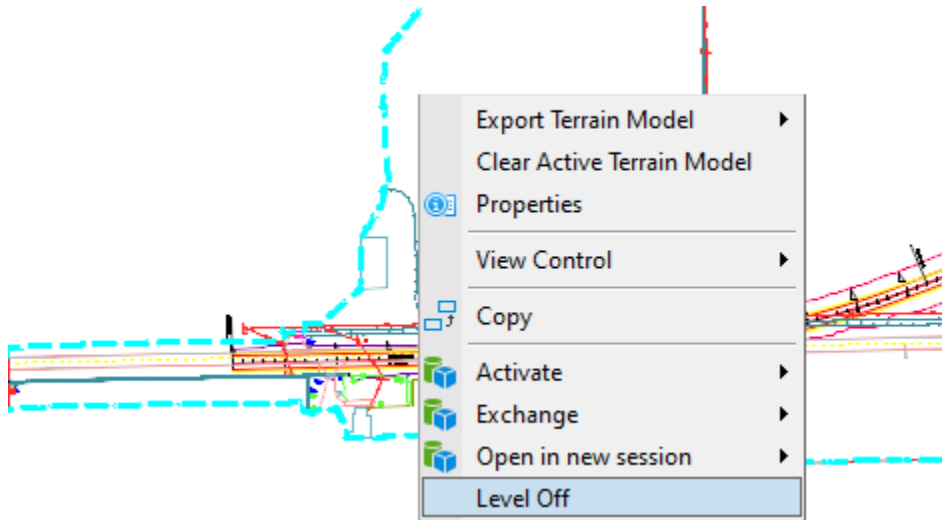 Export Terrain Model
Clear Active Terrain Model
Properties
View Control
Copy
Activate
Exchange
Open in new session
Level Off